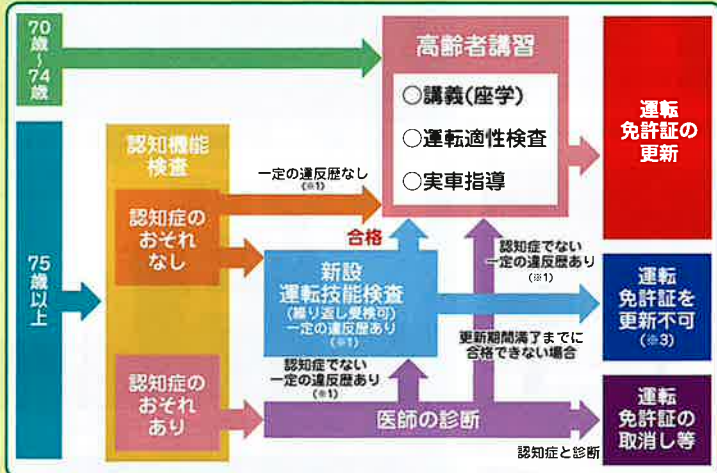 70歳～74歳
高齢者講習
○講義(座学)
○運転適性検査
○実車指導
運転
免許証の
更新
75歳以上
認知機能
検査
一定の違反歴なし
(※1)
認知症の
おそれ
なし
合格
新設
運転技能検査
(繰り返し受検可)
一定の違反歴あり
(※1)
認知症でない
一定の違反歴あり
(※1)
運転
免許証を
更新不可
(※3)
更新期間満了までに
合格できない場合
認知症でない
一定の違反歴あり
(※1)
認知症の
おそれ
あり
医師の診断
認知症と診断
運転
免許証の
取消し等